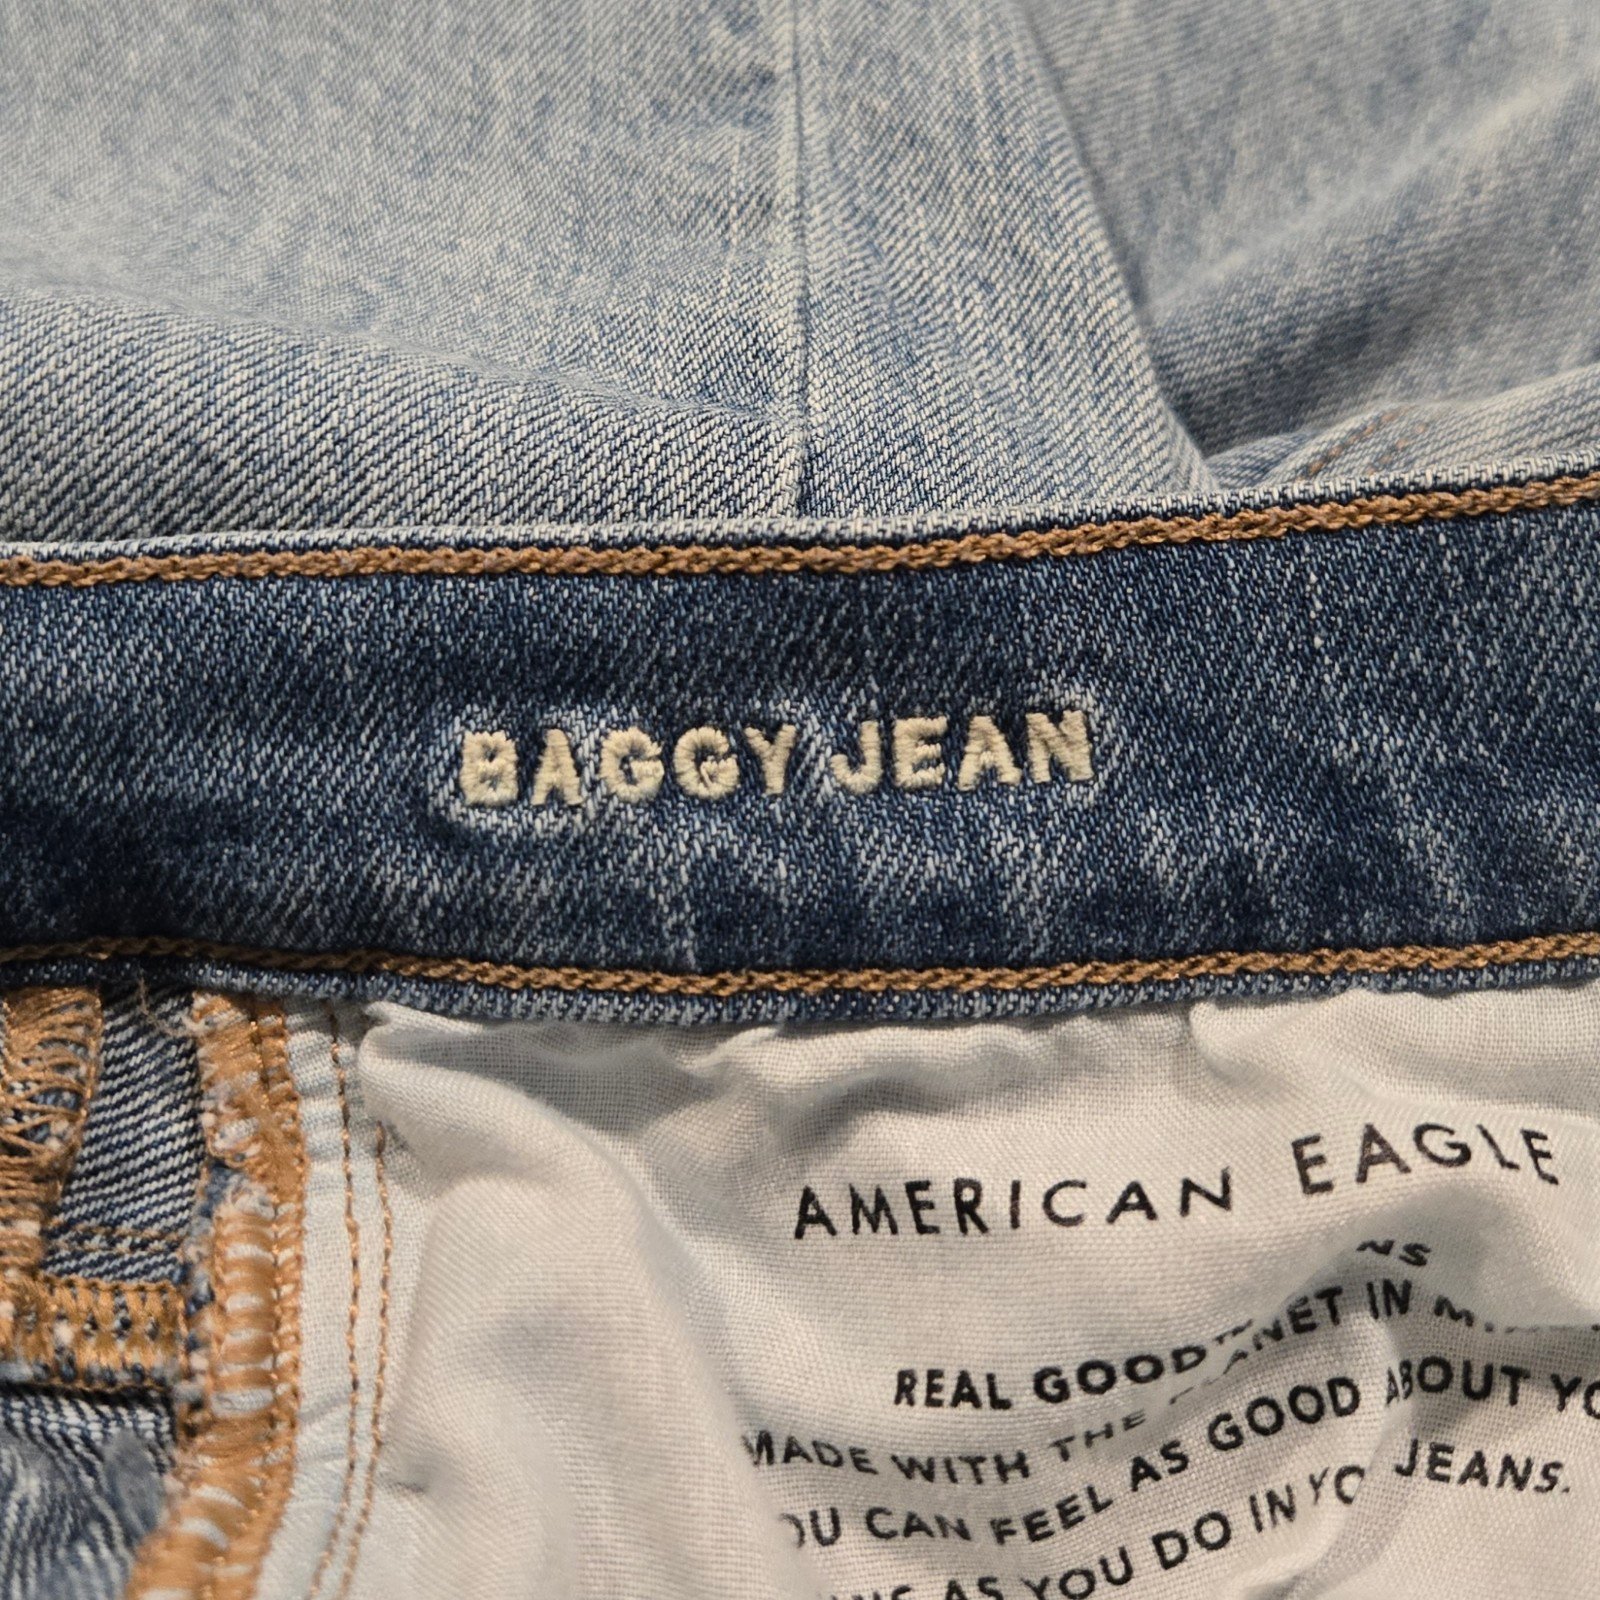 BAGGY JEAN
AMERICAN EAGLE
REAL GOOD
MADE WITH THE IN
CAN FEEL AS GOOD ABOUT
AS YOU DO IN JEANS.